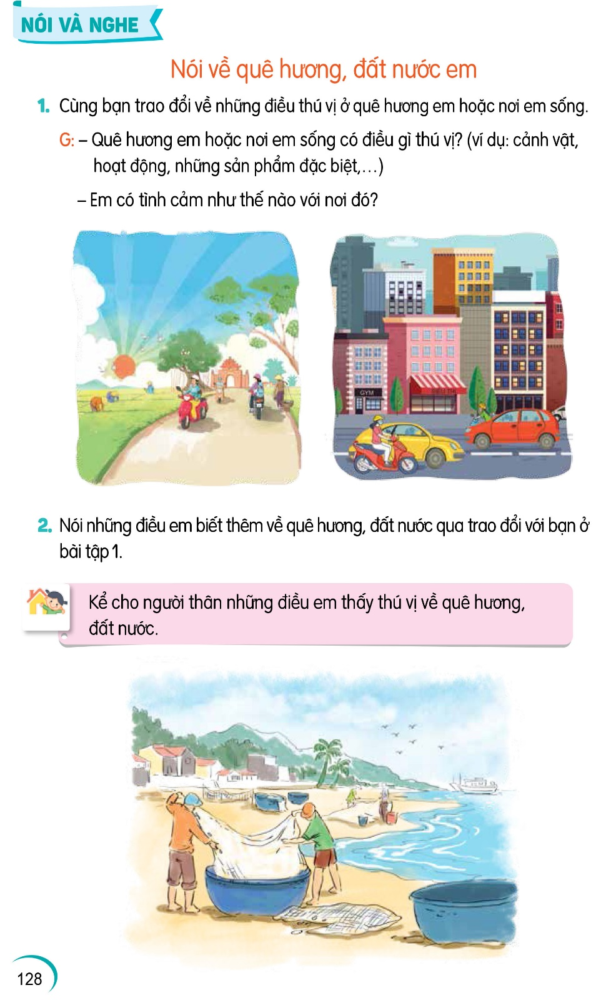 NÓI VÀ NGHE
Nói về quê hương, đất nước em
1. Cùng bạn trao đổi về những điều thú vị ở quê hương em hoặc nơi em sống.
G: – Quê hương em hoặc nơi em sống có điều gì thú vị? (ví dụ: cảnh vật,
hoạt động, những sản phẩm đặc biệt,…)
– Em có tình cảm như thế nào với nơi đó?
GYM
SIÊU THỊ
2. Nói những điều em biết thêm về quê hương, đất nước qua trao đổi với bạn ở
bài tập 1.
Kể cho người thân những điều em thấy thú vị về quê hương,
đất nước.
128